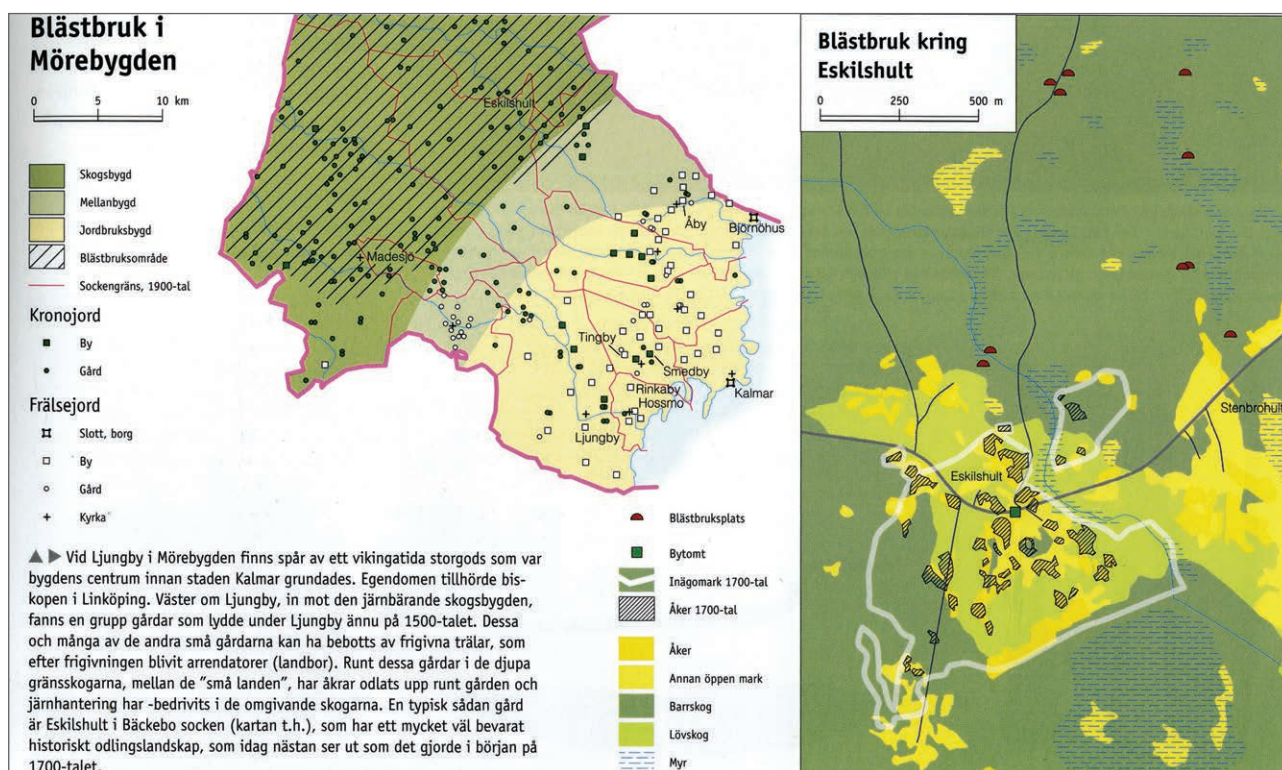 Blästbruk i
Mörebygden
0 5 10 km
Skogsbygd
Mellanbygd
Jordbruksbygd
Blästbruksområde
Sockengräns, 1900-tal
Kronojord
By
Gård
Frälsejord
Slott, borg
By
Gård
Kyrka
Eskilshult
Madesjö
Åby
Björnöhus
Tingby
Smedby
Rinkaby
Hossmo
Kalmar
Ljungby
▲ ▶ Vid Ljungby i Mörebygden finns spår av ett vikingatida storgods som var
bygdens centrum innan staden Kalmar grundades. Egendomen tillhörde bis-
kopen i Linköping. Väster om Ljungby, in mot den järnbärande skogsbygden,
fanns en grupp gårdar som lydde under Ljungby ännu på 1500-talet. Dessa
och många av de andra små gårdarna kan ha bebotts av frigivna trälar, som
efter frigivningen blivit arrendatorer (landbor). Runt dessa gårdar i de djupa
gränsskogarna, mellan de ”små landen”, har åkrar odlats upp runt gården och
järnhantering har -bedrivits i de omgivande skogarna. En typisk sådan gård
är Eskilshult i Bäckebo socken (kartan t.h.), som har ett mycket väl bevarat
historiskt odlingslandskap, som idag nästan ser ut som det gjorde i början på
1700-talet.
Blästbruksplats
Bytomt
Inägomark 1700-tal
Åker 1700-tal
Åker
Annan öppen mark
Barrskog
Lövskog
Myr
Blästbruk kring
Eskilshult
0 250 500 m
Stenbrohult
Eskilshult